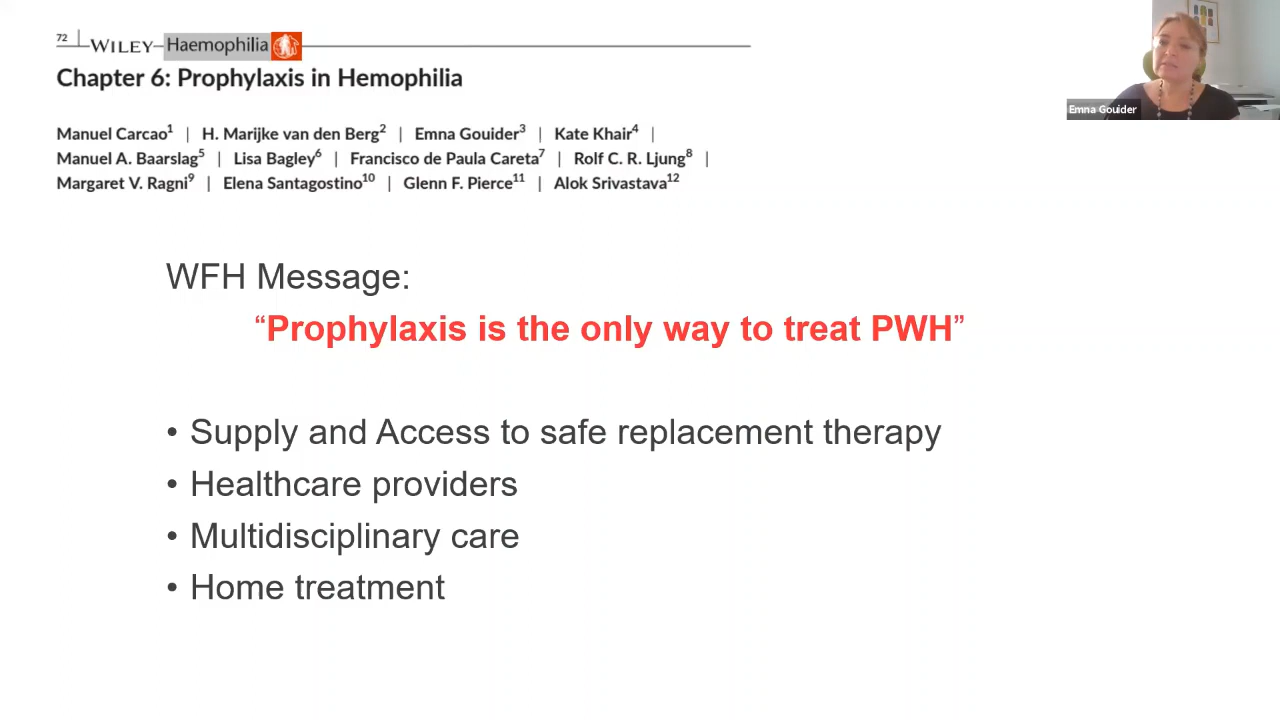 72 WILEY Haemophilia
Chapter 6: Prophylaxis in Hemophilia
Manuel Carcao1 | H. Marijke van den Berg2 | Emna Gouider3 | Kate Khair4 |
Manuel A. Baarslag5 | Lisa Bagley6 | Francisco de Paula Careta7 | Rolf C. R. Ljung8 |
Margaret V. Ragni9 | Elena Santagostino10 | Glenn F. Pierce11 | Alok Srivastava12
Emna Gouider
WFH Message:
“Prophylaxis is the only way to treat PWH”
• Supply and Access to safe replacement therapy
• Healthcare providers
• Multidisciplinary care
• Home treatment